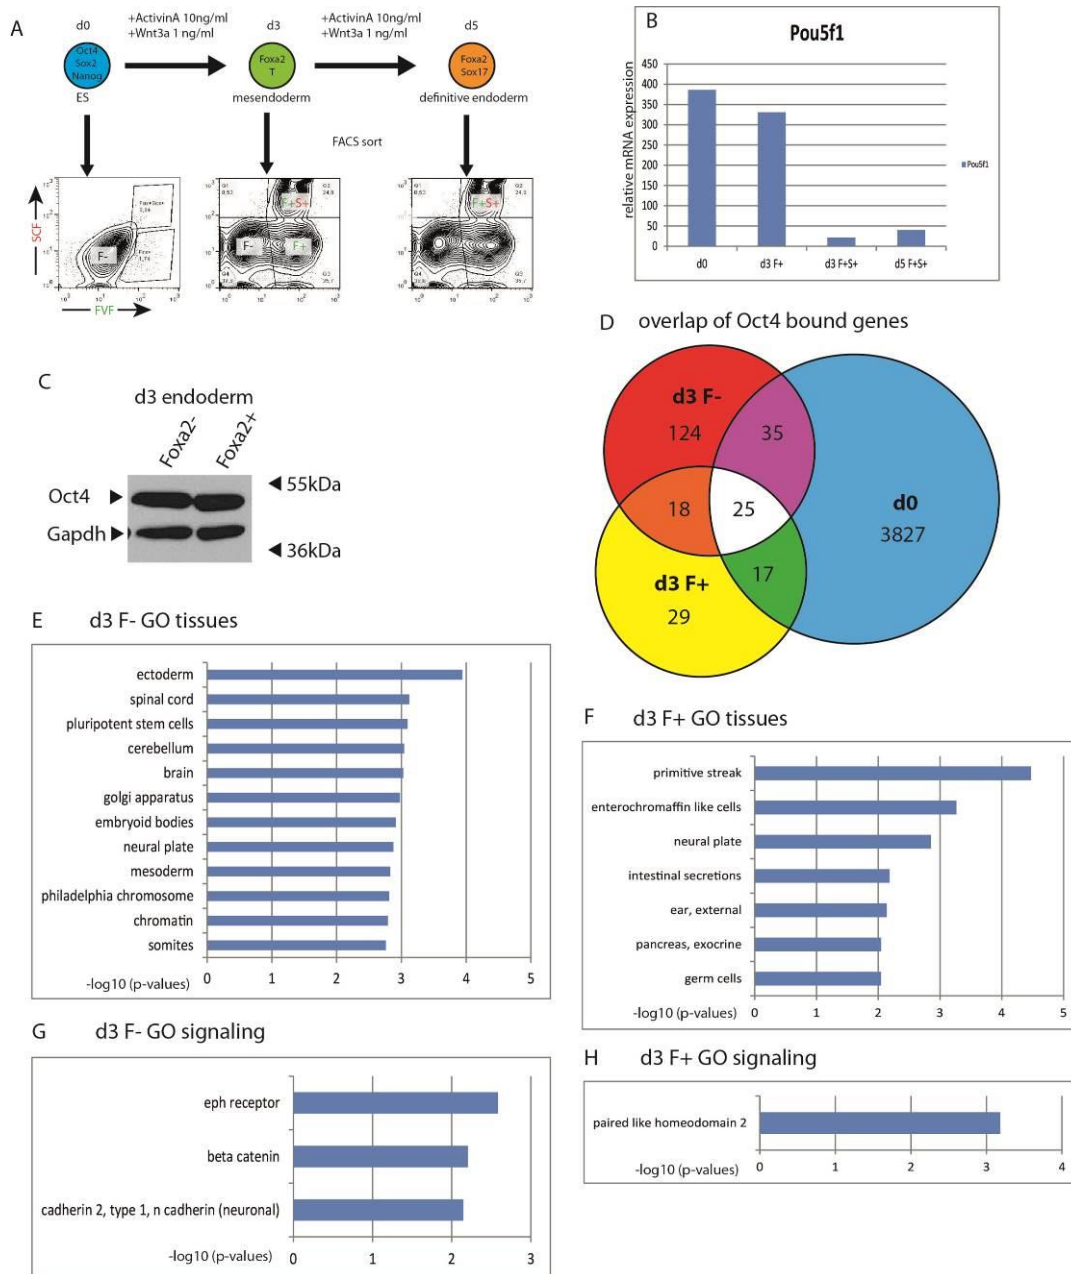 A
d0
+ActivinA 10ng/ml
+Wnt3a 1 ng/ml
d3
+ActivinA 10ng/ml
+Wnt3a 1 ng/ml
d5
Oct4
Sox2
Nanog
Foxa2
T
Foxa2
Sox17
ES
mesendoderm
definitive endoderm
FACS sort
SCF
FVF
F-
F+S+
F-
F+
F+S+
B
Pou5f1
relative mRNA expression
450
400
350
300
250
200
150
100
50
0
d0
d3 F+
d3 F+S+
d5 F+S+
Pou5f1
C
d3 endoderm
Foxa2-
Foxa2+
Oct4
Gapdh
55kDa
36kDa
D overlap of Oct4 bound genes
d3 F-
124
35
d0
3827
18
25
17
d3 F+
29
E d3 F- GO tissues
ectoderm
spinal cord
pluripotent stem cells
cerebellum
brain
golgi apparatus
embryoid bodies
neural plate
mesoderm
philadelphia chromosome
chromatin
somites
-log10 (p-values)
0 1 2 3 4 5
F d3 F+ GO tissues
primitive streak
enterochromaffin like cells
neural plate
intestinal secretions
ear, external
pancreas, exocrine
germ cells
-log10 (p-values)
0 1 2 3 4 5
G d3 F- GO signaling
eph receptor
beta catenin
cadherin 2, type 1, n cadherin (neuronal)
-log10 (p-values)
0 1 2 3
H d3 F+ GO signaling
paired like homeodomain 2
-log10 (p-values)
0 1 2 3 4